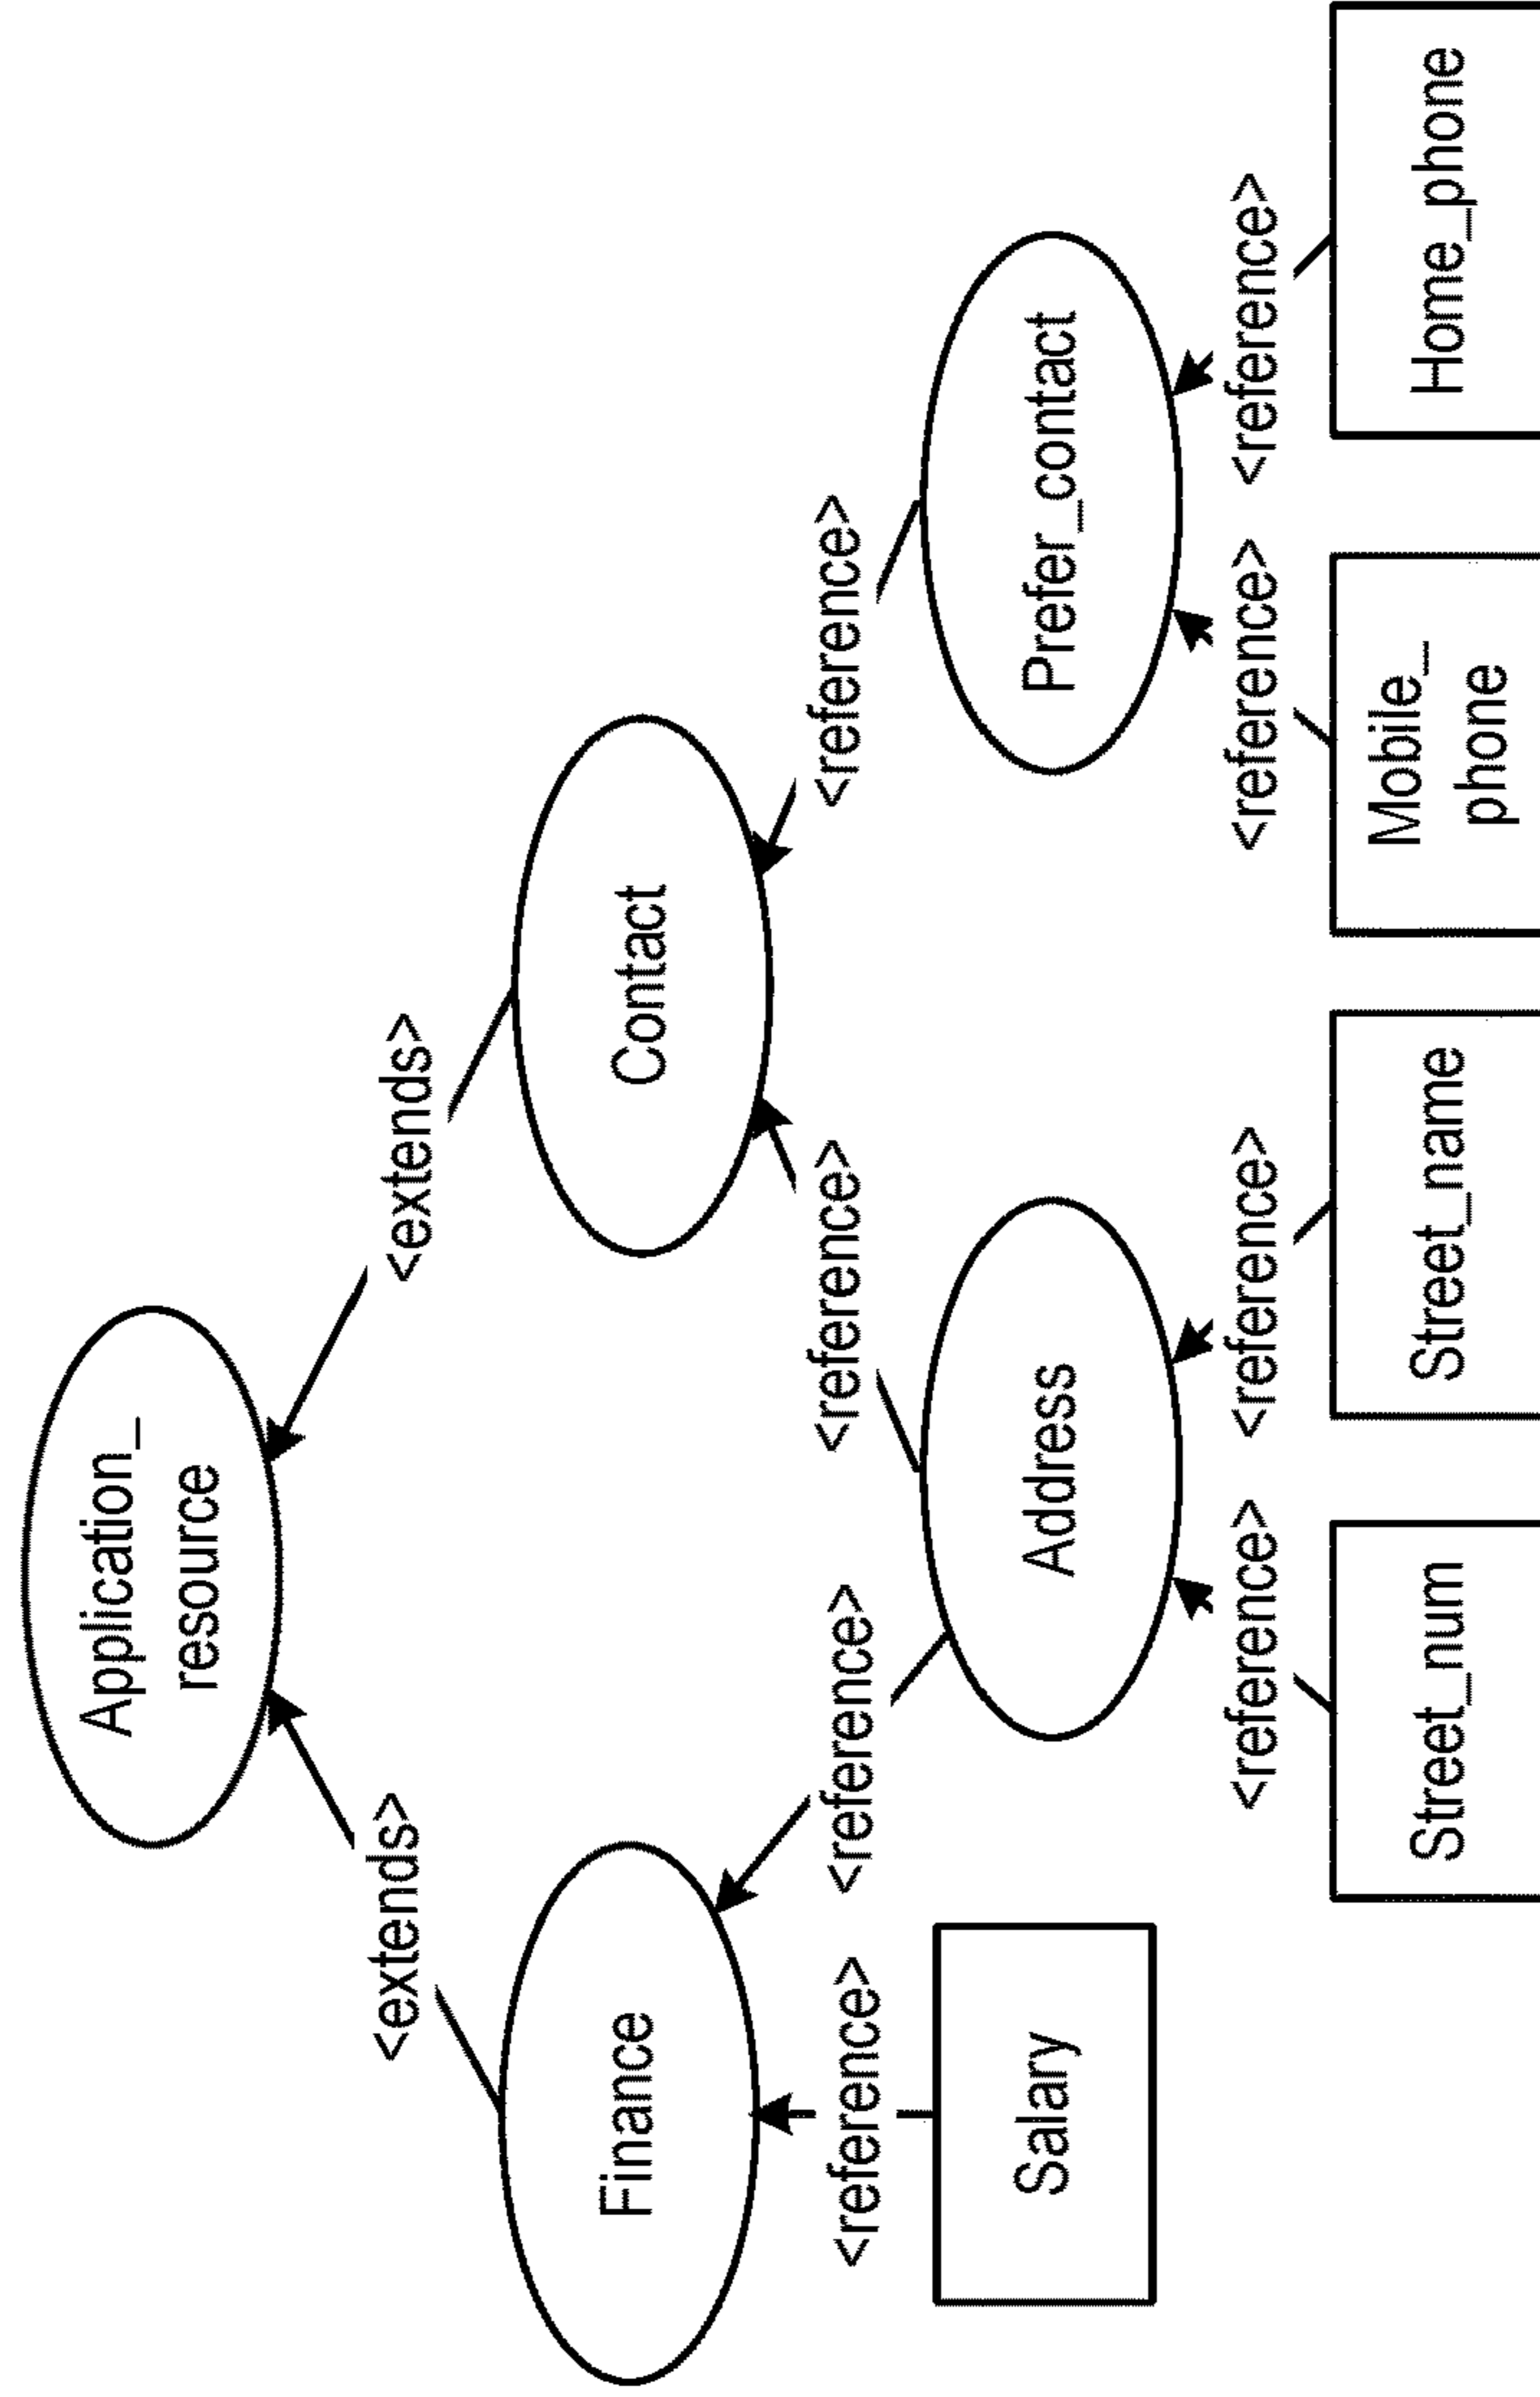 Application_
resource
<extends>
<extends>
Finance
Contact
<reference>
<reference>
<reference>
<reference>
Salary
Address
Prefer_contact
<reference>
<reference>
<reference>
<reference>
Street_num
Street_name
Mobile_
phone
Home_phone